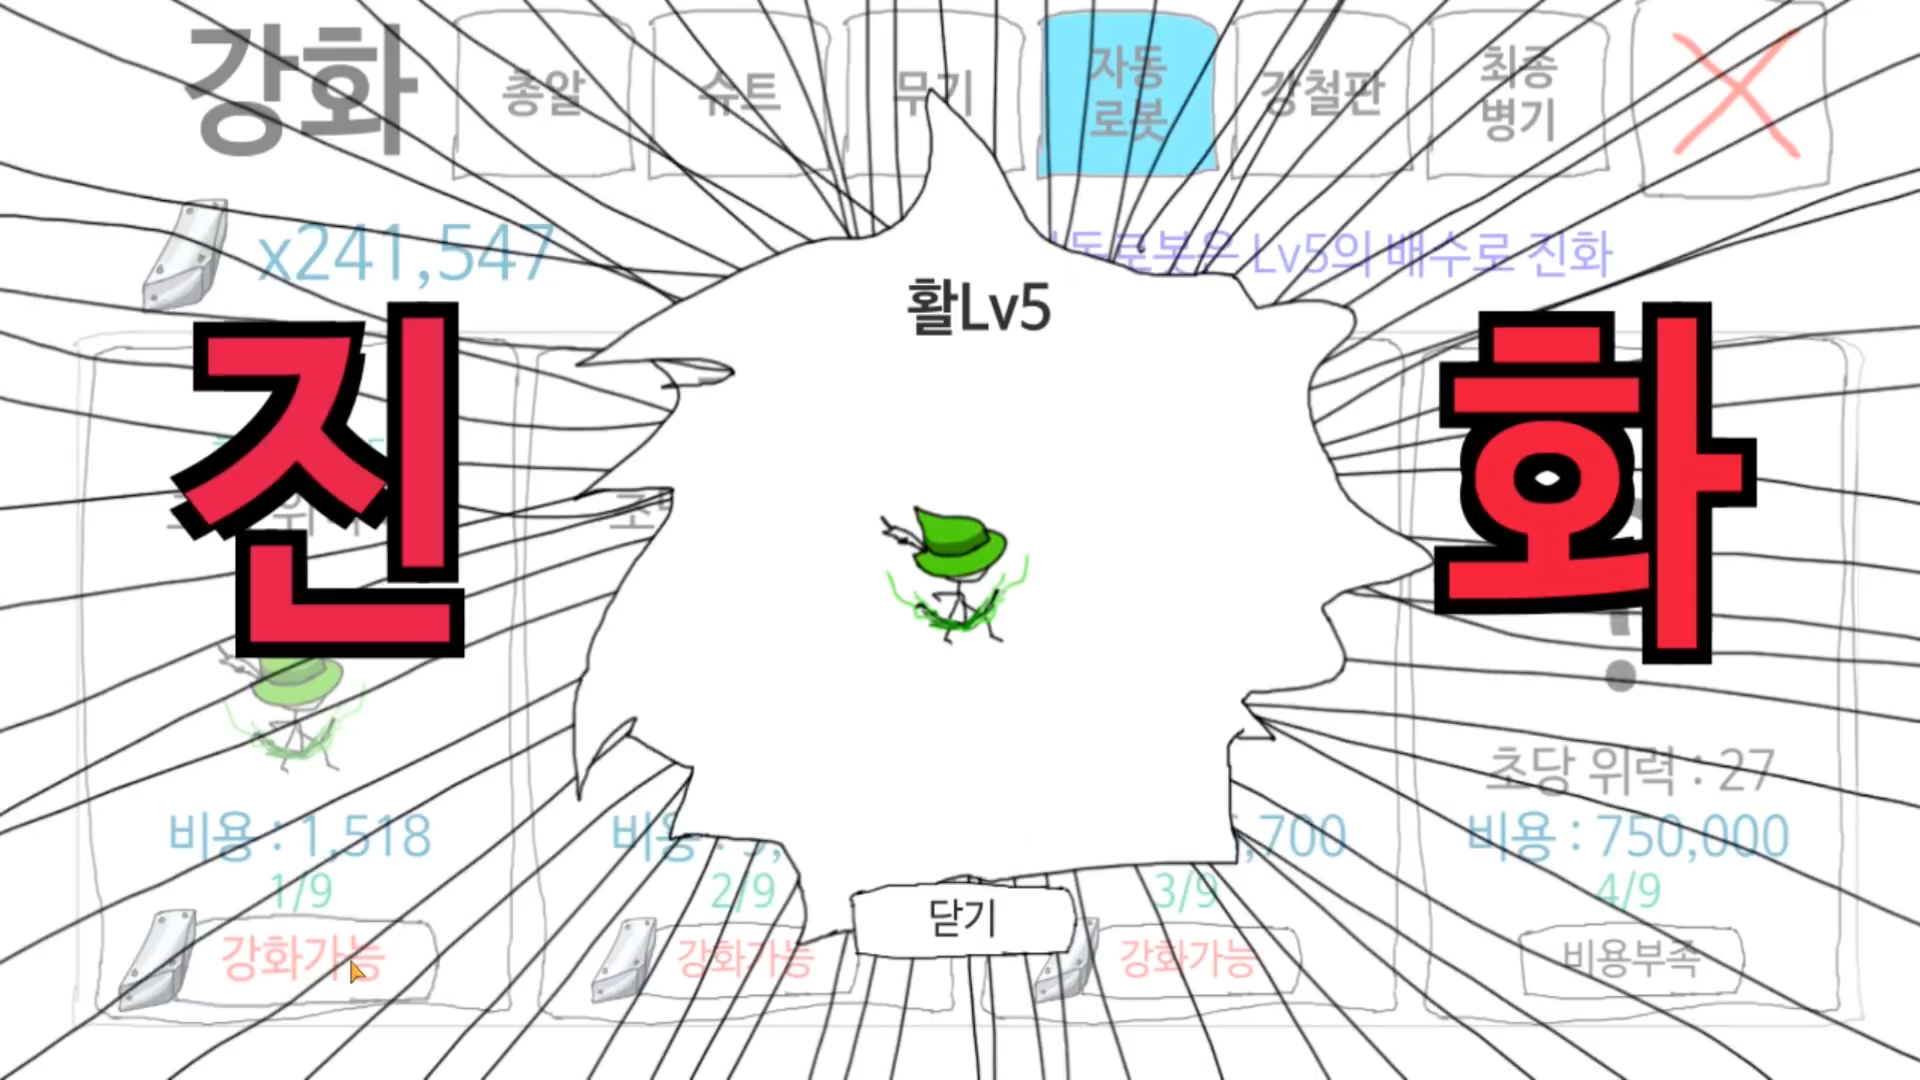 강화
총알
슈트
무기
자동
로봇
강철판
최종
병기
x241,547
자동로봇은 Lv5의 배수로 진화
활Lv5
진
화
초당 위력 : 27
비용 : 1,518
,700
비용 : 750,000
1/9
2/9
3/9
4/9
강화가능
강화가능
닫기
강화가능
비용부족